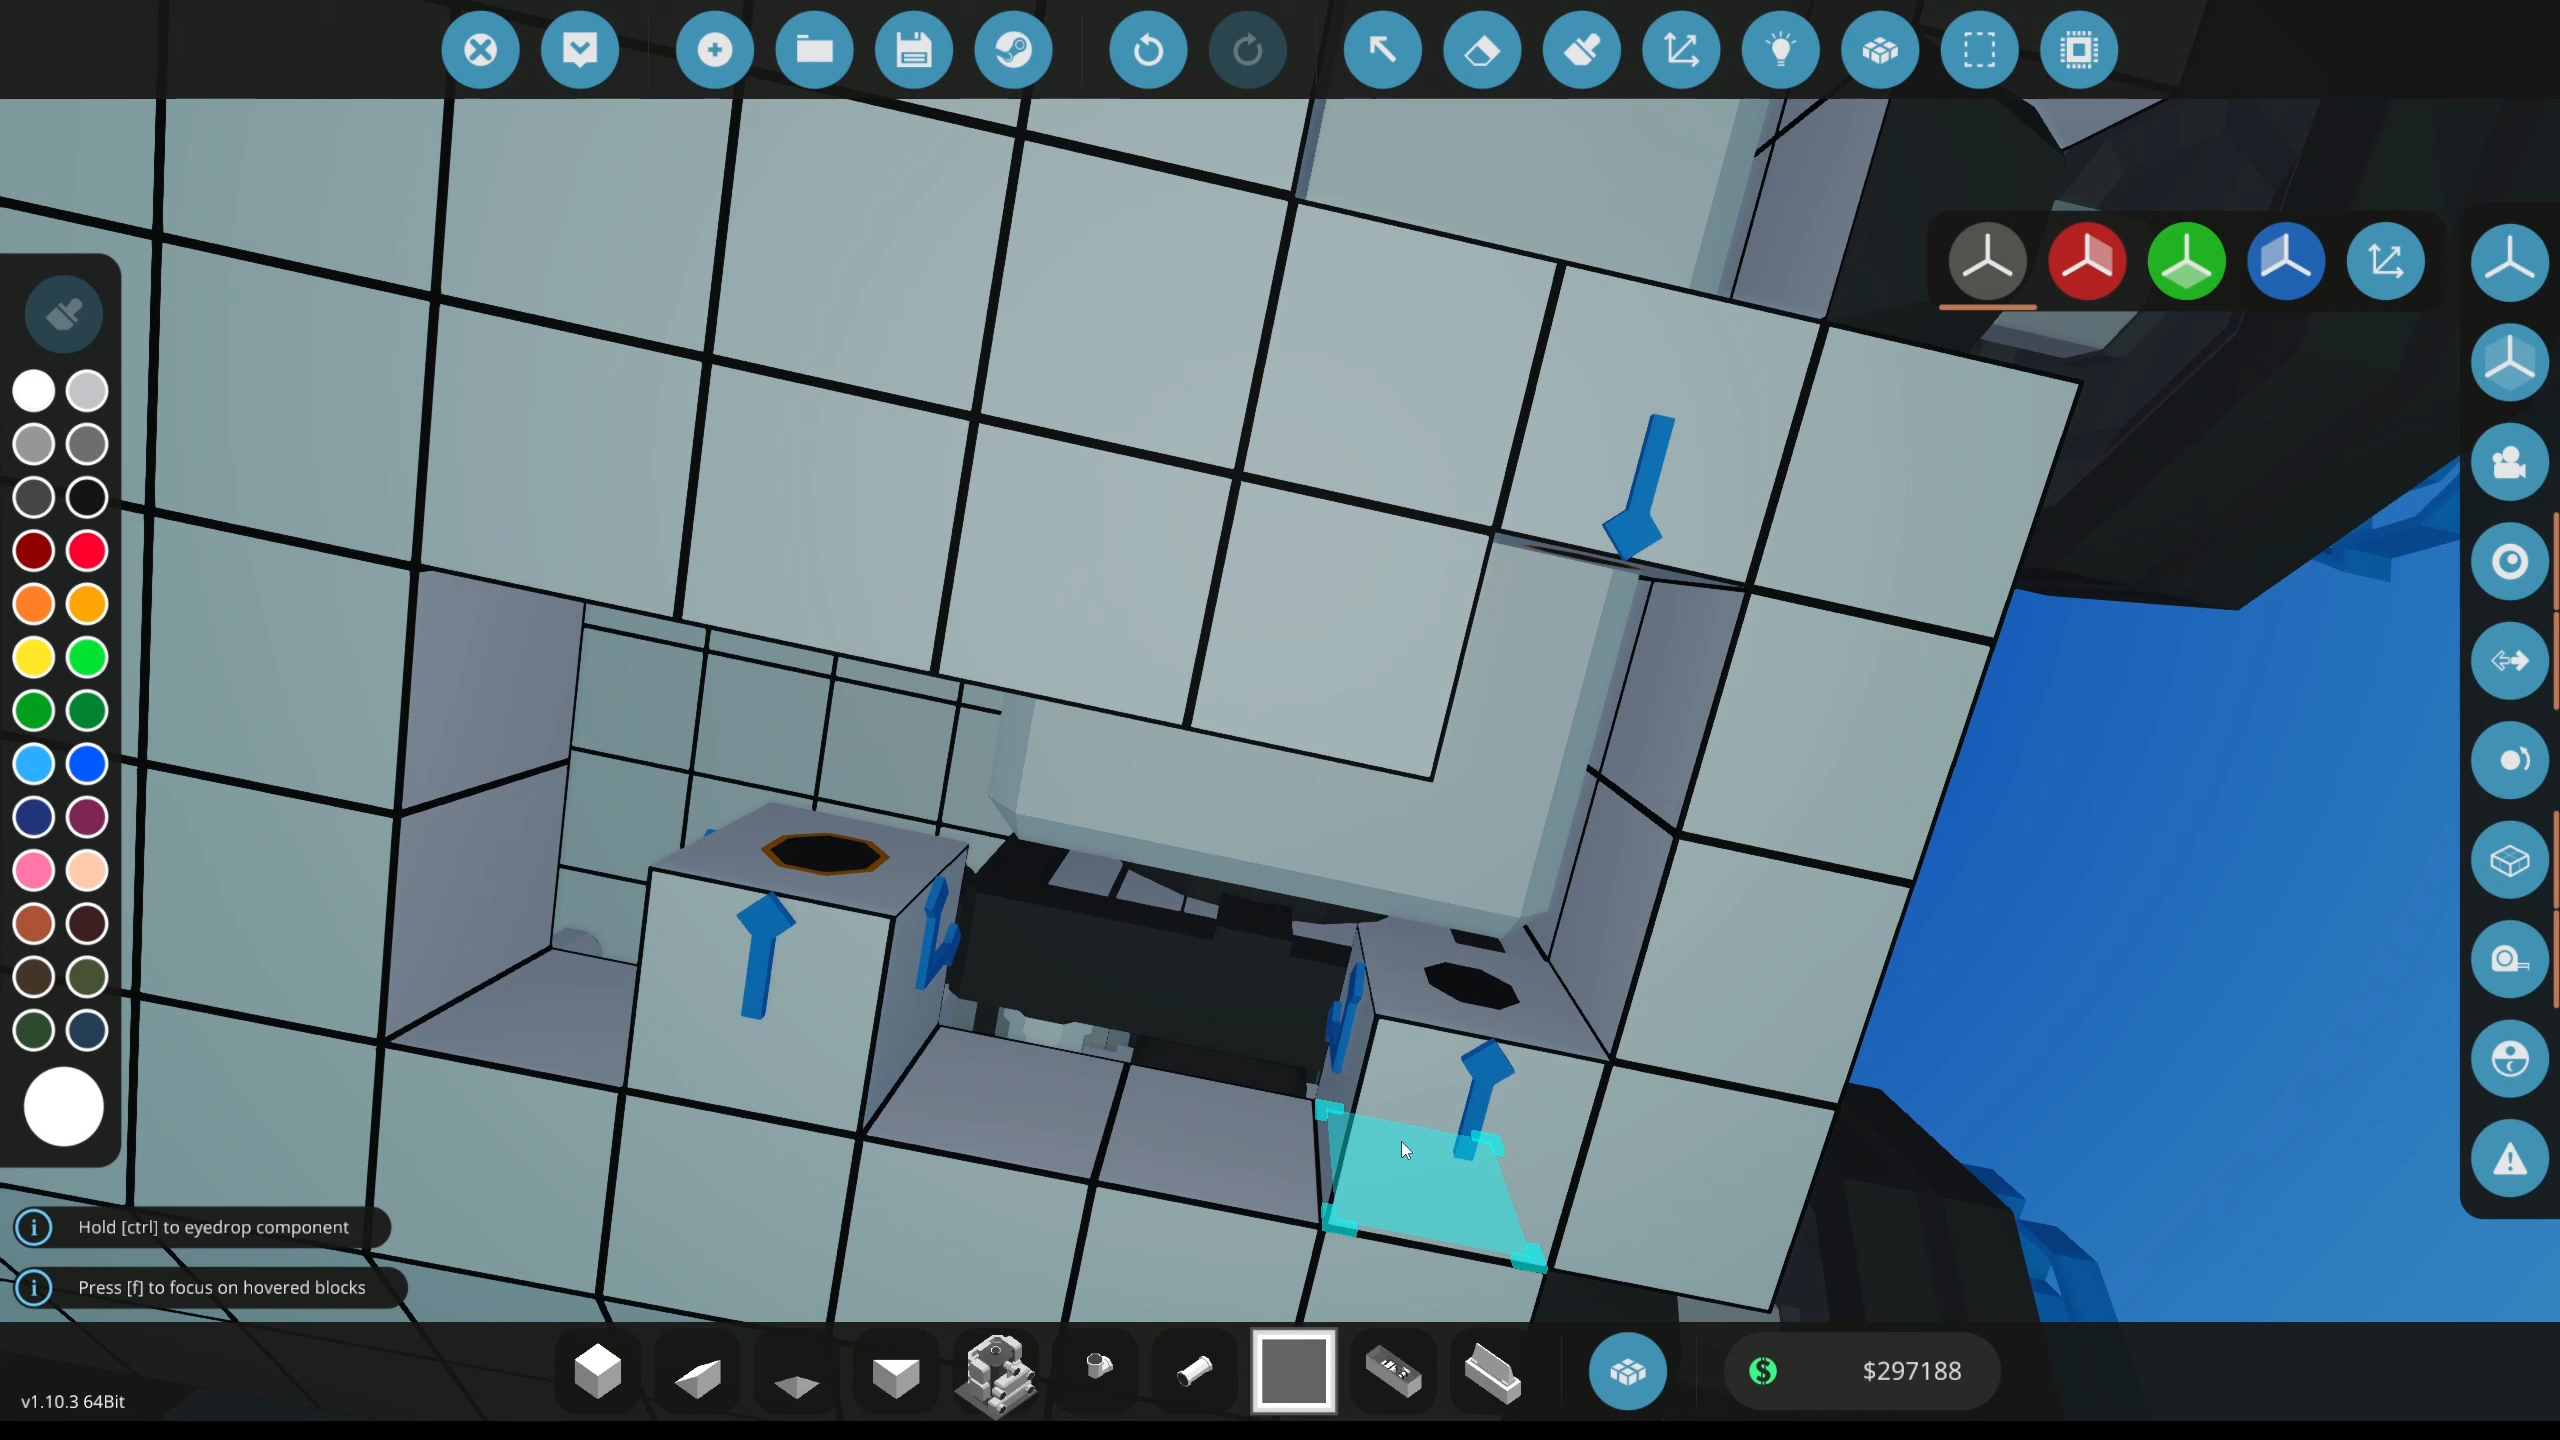 Hold [ctrl] to eyedrop component
Press [f] to focus on hovered blocks
$297188
v1.10.3 64Bit